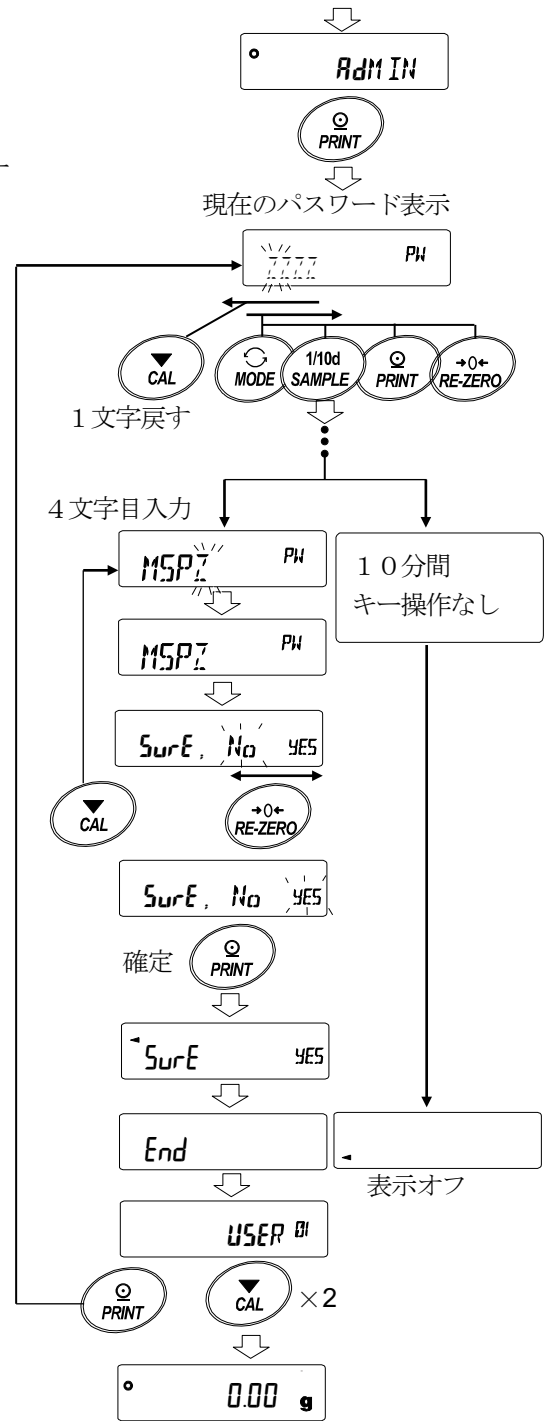 AdMIN
PRINT
現在のパスワード表示
PW
CAL
MODE
1/10d
SAMPLE
PRINT
→0←
RE-ZERO
１文字戻す
４文字目入力
MSPZ PW
１０分間
キー操作なし
MSPZ PW
SurE, No YES
CAL
→0←
RE-ZERO
SurE, No YES
確定
PRINT
SurE YES
End
表示オフ
USER 01
PRINT
CAL
×2
0.00 g